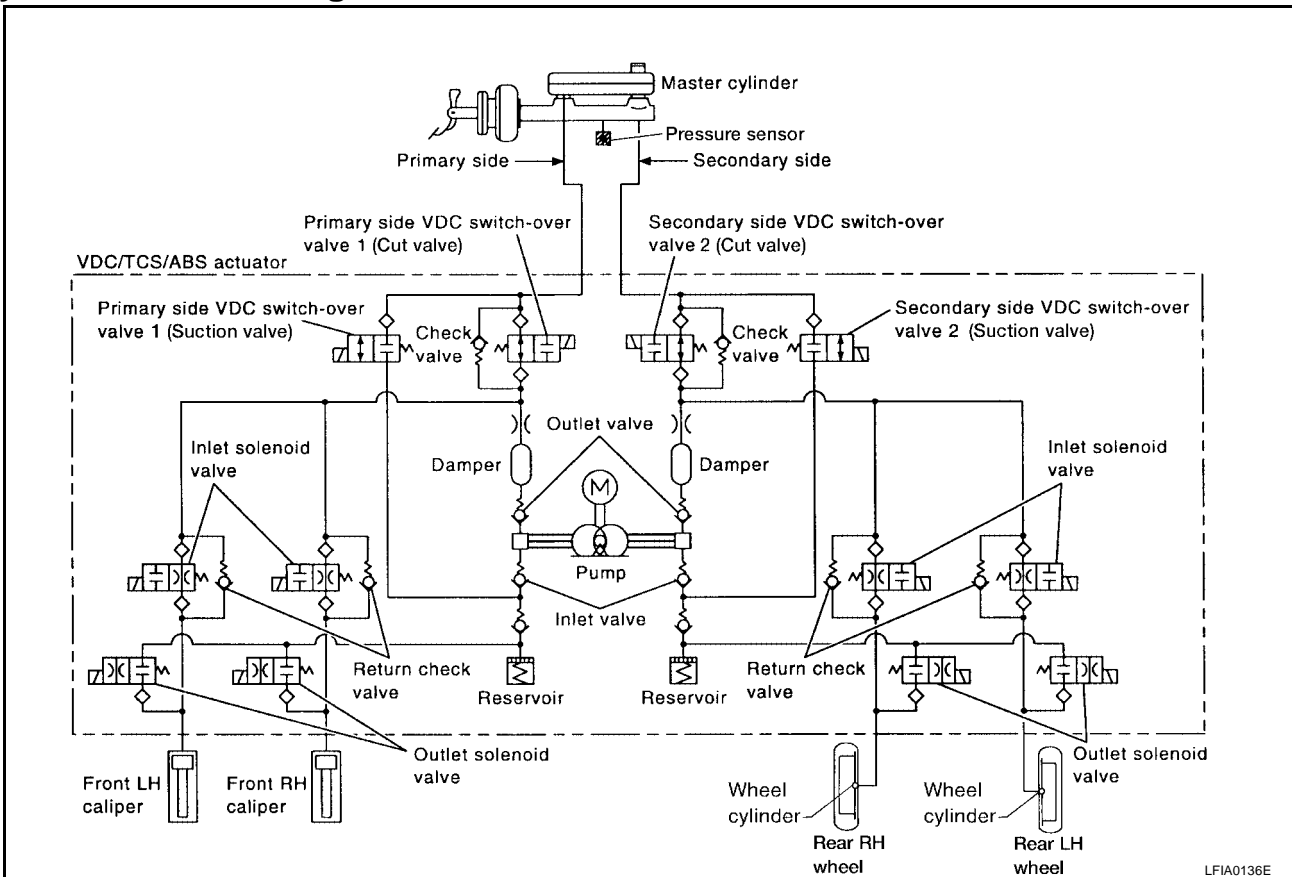 Master cylinder
Pressure sensor
Primary side
Secondary side
Primary side VDC switch-over
valve 1 (Cut valve)
Secondary side VDC switch-over
valve 2 (Cut valve)
VDC/TCS/ABS actuator
Primary side VDC switch-over
valve 1 (Suction valve)
Check
valve
Check
valve
Secondary side VDC switch-over
valve 2 (Suction valve)
Outlet valve
Inlet solenoid
valve
Damper
M
Damper
Inlet solenoid
valve
Pump
Inlet valve
Return check
valve
Reservoir
Reservoir
Return check
valve
Outlet solenoid
valve
Outlet solenoid
valve
Front LH
caliper
Front RH
caliper
Wheel
cylinder
Wheel
cylinder
Rear RH
wheel
Rear LH
wheel
LFIA0136E